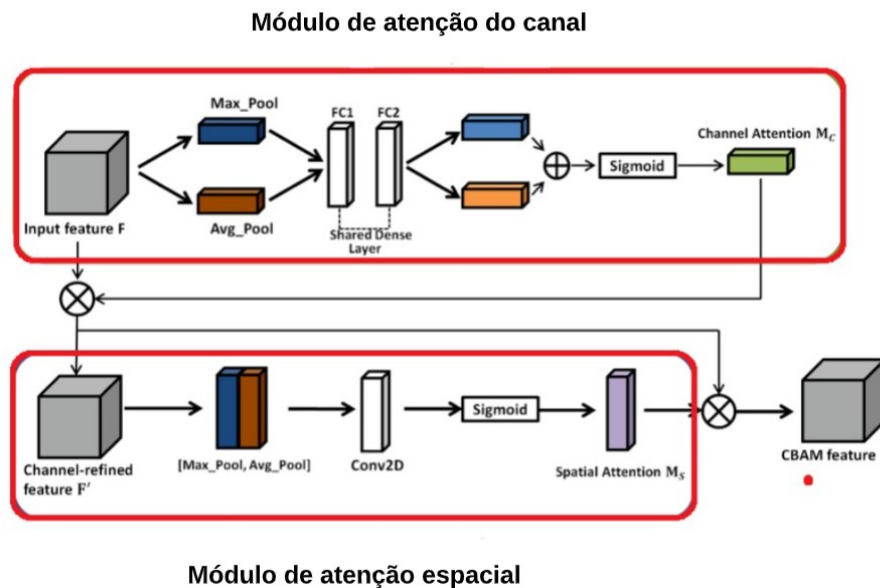 Módulo de atenção do canal
Max_Pool
FC1 FC2
Channel Attention M_C
Sigmoid
Input feature F
Avg_Pool
Shared Dense
Layer
Sigmoid
Channel-refined
feature F′
[Max_Pool, Avg_Pool]
Conv2D
Spatial Attention M_S
CBAM feature
Módulo de atenção espacial